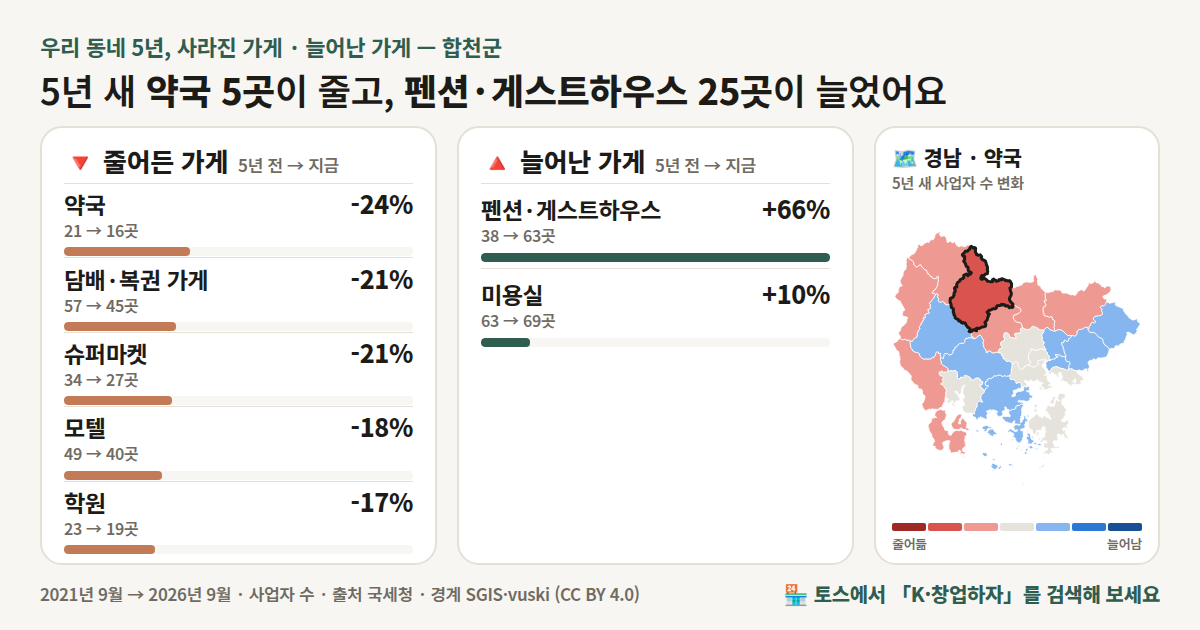 우리 동네 5년, 사라진 가게 · 늘어난 가게 — 합천군
5년 새 약국 5곳이 줄고, 펜션·게스트하우스 25곳이 늘었어요
줄어든 가게 5년 전 → 지금
약국 -24%
21 → 16곳
담배·복권 가게 -21%
57 → 45곳
슈퍼마켓 -21%
34 → 27곳
모텔 -18%
49 → 40곳
학원 -17%
23 → 19곳
늘어난 가게 5년 전 → 지금
펜션·게스트하우스 +66%
38 → 63곳
미용실 +10%
63 → 69곳
경남 · 약국
5년 새 사업자 수 변화
줄어듦 늘어남
2021년 9월 → 2026년 9월 · 사업자 수 · 출처 국세청 · 경계 SGIS·vuski (CC BY 4.0)
토스에서 「K·창업하자」를 검색해 보세요